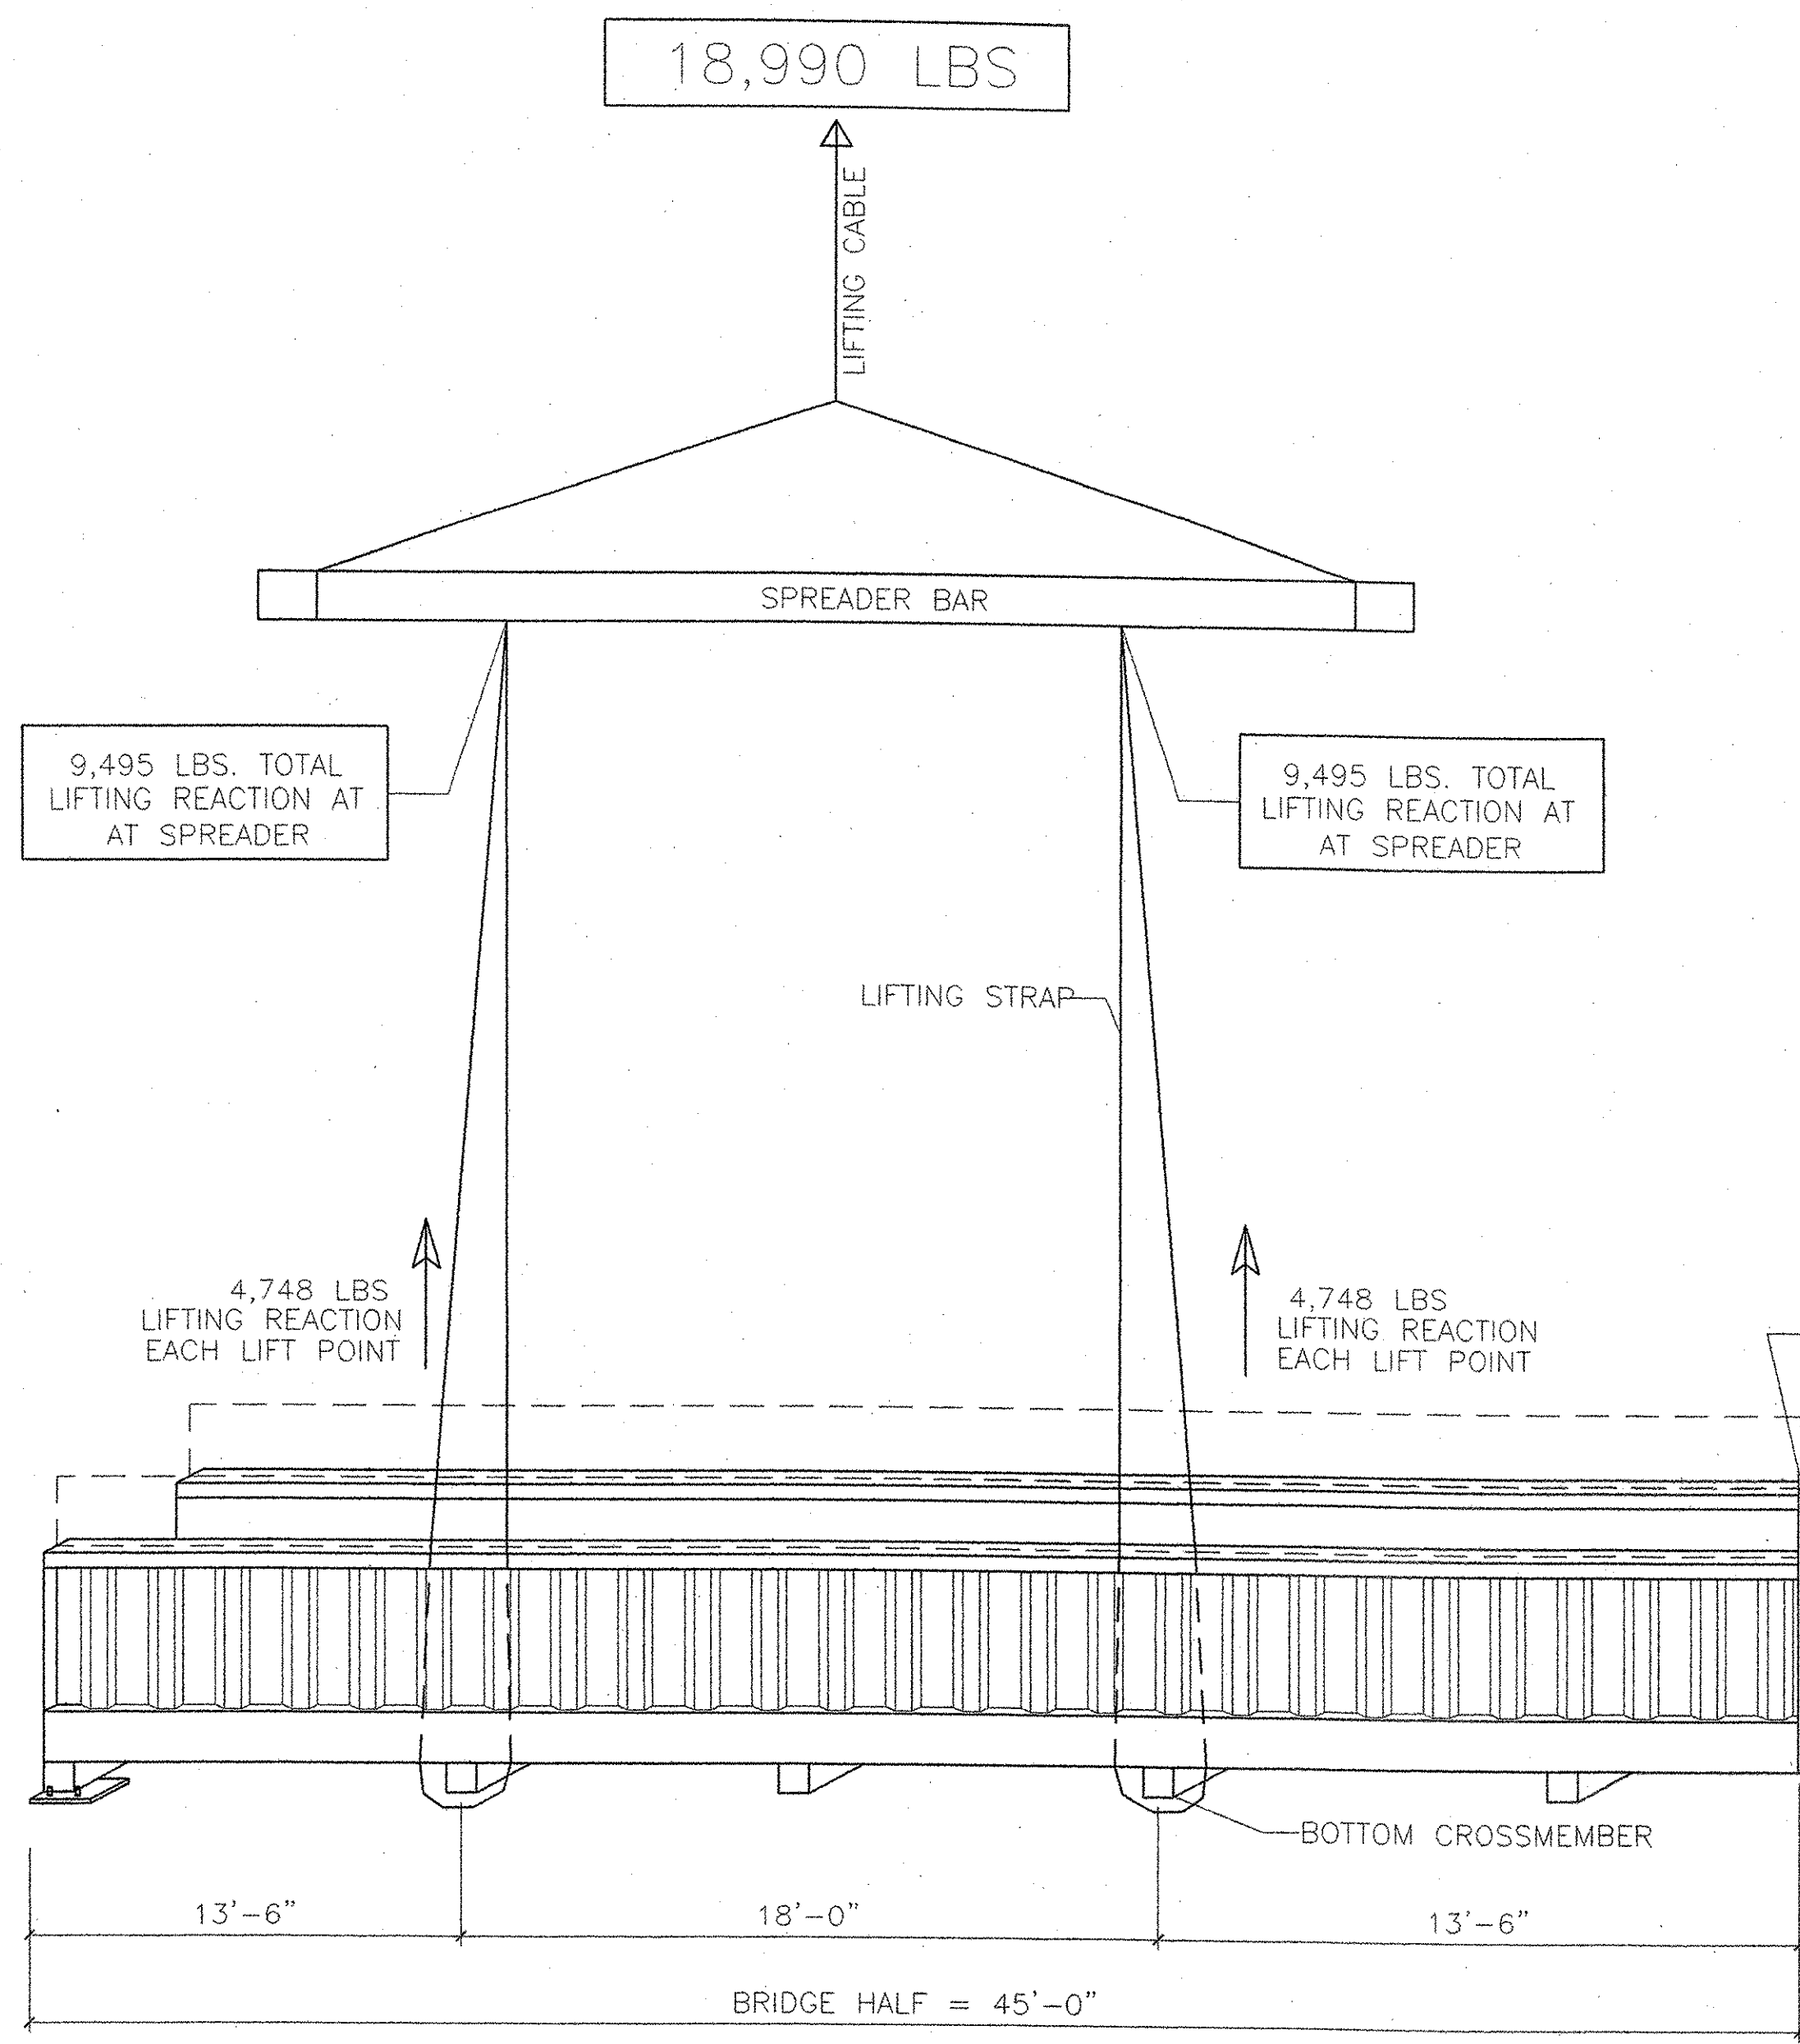 18,990 LBS
LIFTING CABLE
SPREADER BAR
9,495 LBS. TOTAL
LIFTING REACTION AT
AT SPREADER
9,495 LBS. TOTAL
LIFTING REACTION AT
AT SPREADER
LIFTING STRAP
4,748 LBS
LIFTING REACTION
EACH LIFT POINT
4,748 LBS
LIFTING REACTION
EACH LIFT POINT
BOTTOM CROSSMEMBER
13'-6"
18'-0"
13'-6"
BRIDGE HALF = 45'-0"